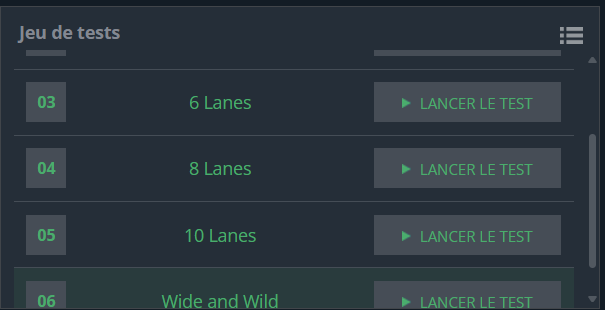 Jeu de tests
03 6 Lanes LANCER LE TEST
04 8 Lanes LANCER LE TEST
05 10 Lanes LANCER LE TEST
06 Wide and Wild LANCER LE TEST